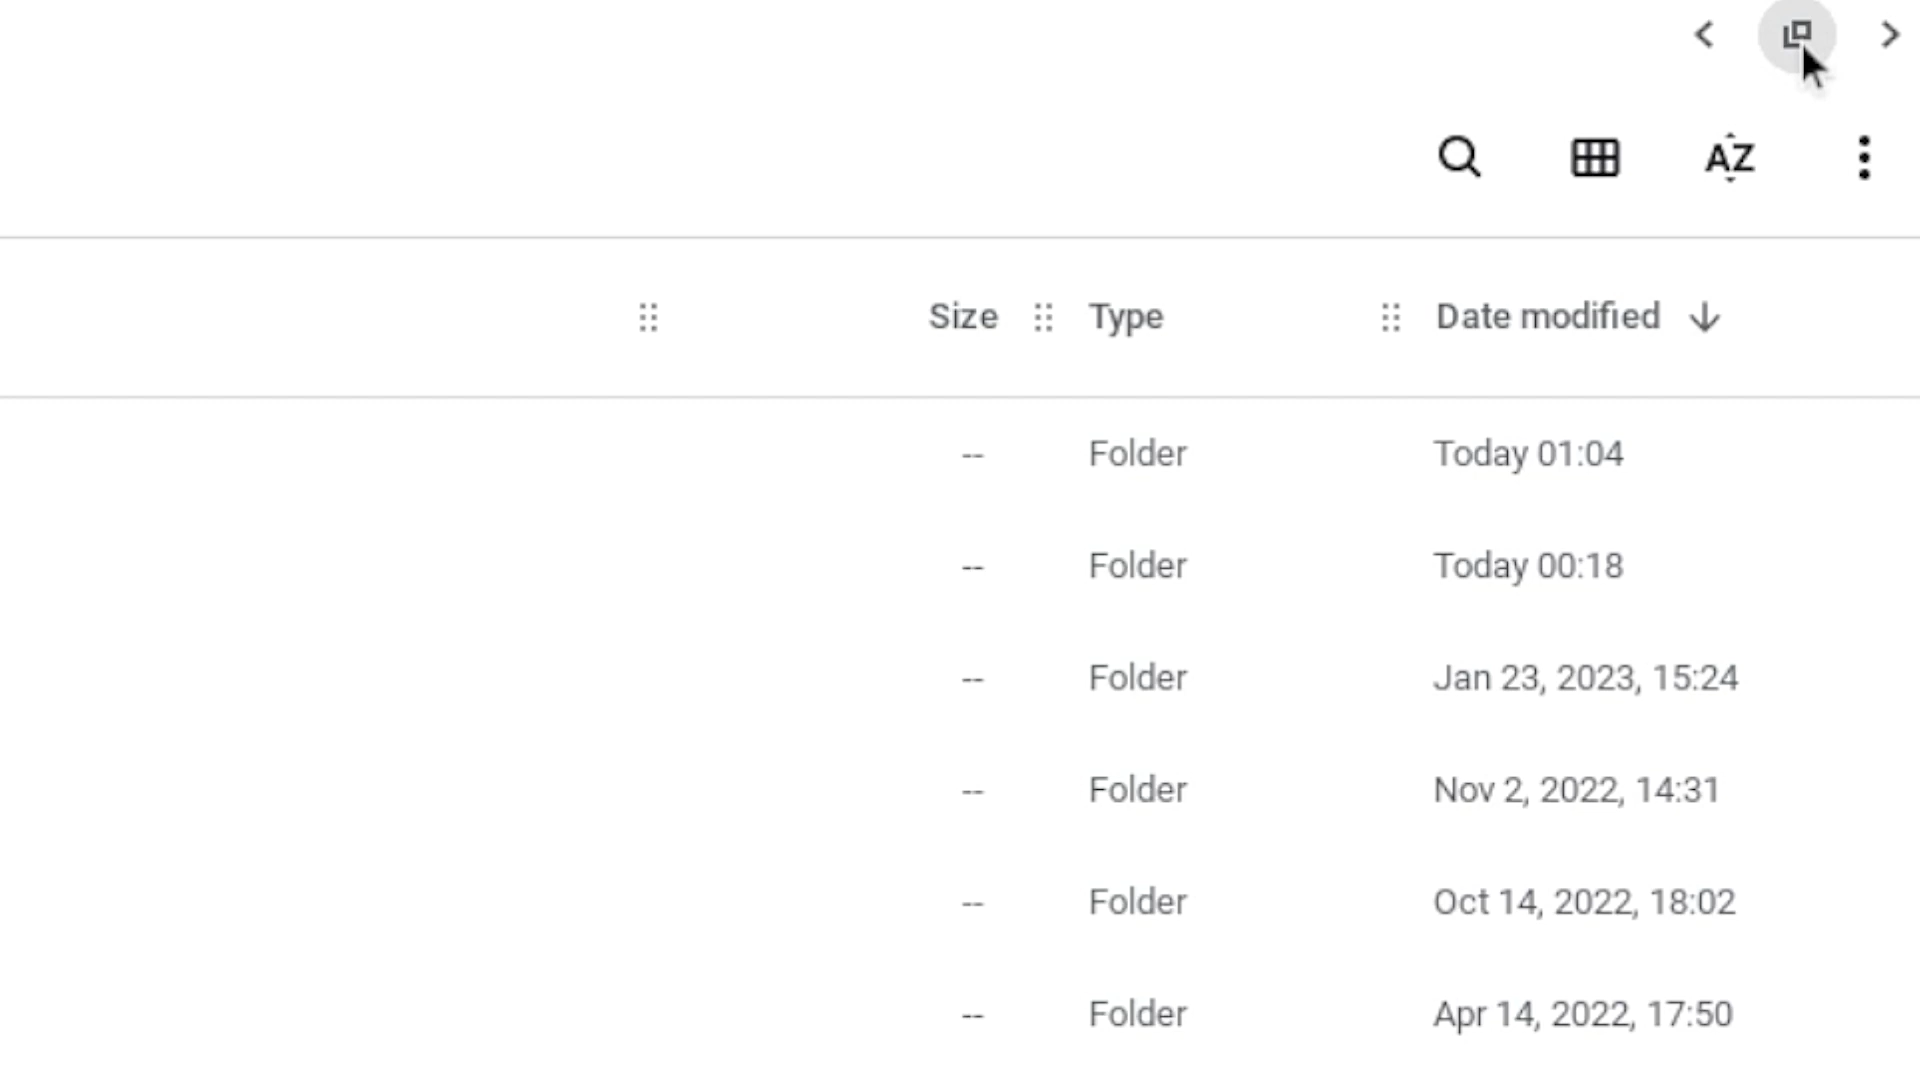 AZ
Size Type Date modified
-- Folder Today 01:04
-- Folder Today 00:18
-- Folder Jan 23, 2023, 15:24
-- Folder Nov 2, 2022, 14:31
-- Folder Oct 14, 2022, 18:02
-- Folder Apr 14, 2022, 17:50